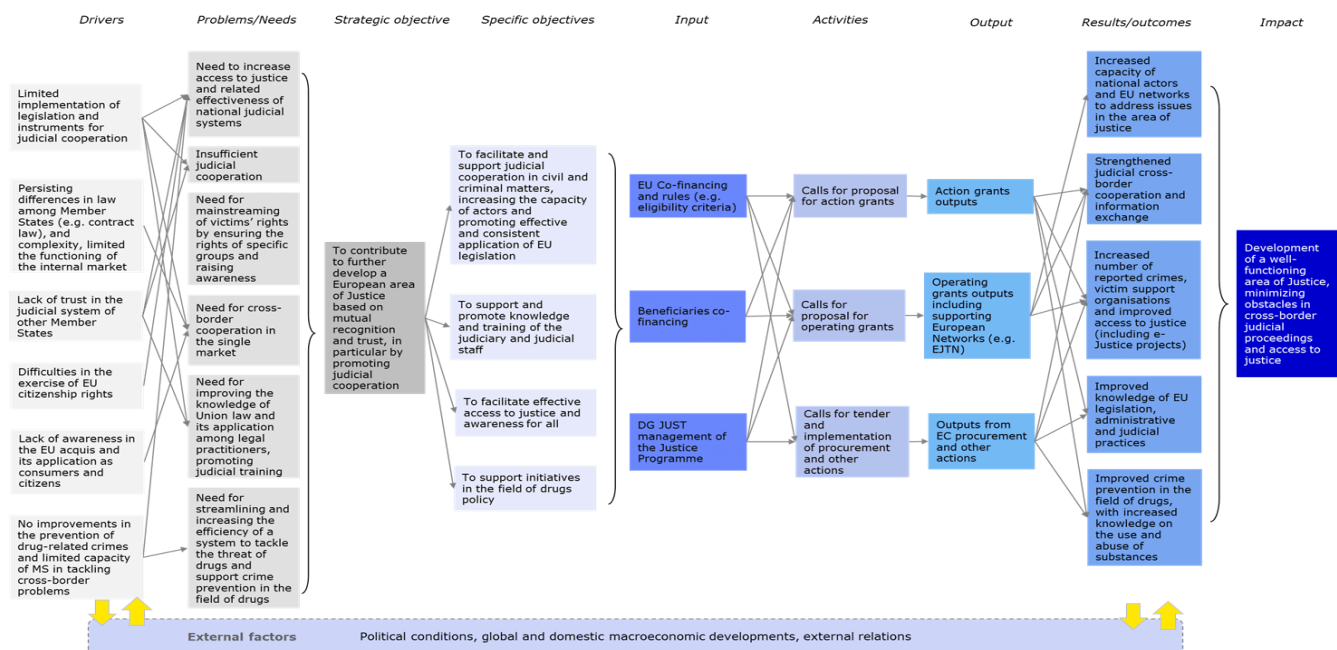 Drivers
Problems/Needs
Strategic objective
Specific objectives
Input
Activities
Output
Results/outcomes
Impact
Limited
implementation of
legislation and
instruments for
judicial cooperation
Persisting
differences in law
among Member
States (e.g. contract
law), and
complexity, limited
the functioning of
the internal market
Lack of trust in the
judicial system of
other Member
States
Difficulties in the
exercise of EU
citizenship rights
Lack of awareness in
the EU acquis and
its application as
consumers and
citizens
No improvements in
the prevention of
drug-related crimes
and limited capacity
of MS in tackling
cross-border
problems
Need to increase
access to justice
and related
effectiveness of
national judicial
systems
Insufficient
judicial
cooperation
Need for
mainstreaming of
victims' rights by
ensuring the
rights of specific
groups and
raising
awareness
Need for cross-
border
cooperation in
the single
market
Need for
improving the
knowledge of
Union law and
its application
among legal
practitioners,
promoting
judicial training
Need for
streamlining and
increasing the
efficiency of a
system to tackle
the threat of
drugs and
support crime
prevention in the
field of drugs
To contribute
to further
develop a
European area
of Justice
based on
mutual
recognition
and trust, in
particular by
promoting
judicial
cooperation
To facilitate and
support judicial
cooperation in civil and
criminal matters,
increasing the capacity
of actors and
promoting effective
and consistent
application of EU
legislation
To support and
promote knowledge
and training of the
judiciary and judicial
staff
To facilitate effective
access to justice and
awareness for all
To support initiatives
in the field of drugs
policy
EU Co-financing
and rules (e.g.
eligibility criteria)
Beneficiaries co-
financing
DG JUST
management of
the Justice
Programme
Calls for proposal
for action grants
Calls for
proposal for
operating grants
Calls for tender
and
implementation
of procurement
and other
actions
Action grants
outputs
Operating
grants outputs
including
supporting
European
Networks (e.g.
EJTN)
Outputs from
EC procurement
and other
actions
Increased
capacity of
national actors
and EU networks
to address issues
in the area of
justice
Strengthened
judicial cross-
border
cooperation and
information
exchange
Increased
number of
reported crimes,
victim support
organisations
and improved
access to justice
(including e-
Justice projects)
Improved
knowledge of EU
legislation,
administrative
and judicial
practices
Improved crime
prevention in the
field of drugs,
with increased
knowledge on
the use and
abuse of
substances
Development
of a well-
functioning
area of Justice,
minimizing
obstacles in
cross-border
judicial
proceedings
and access to
justice
External factors
Political conditions, global and domestic macroeconomic developments, external relations